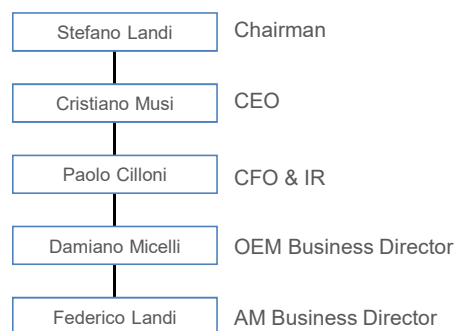 Stefano Landi Chairman
Cristiano Musi CEO
Paolo Cilloni CFO & IR
Damiano Micelli OEM Business Director
Federico Landi AM Business Director